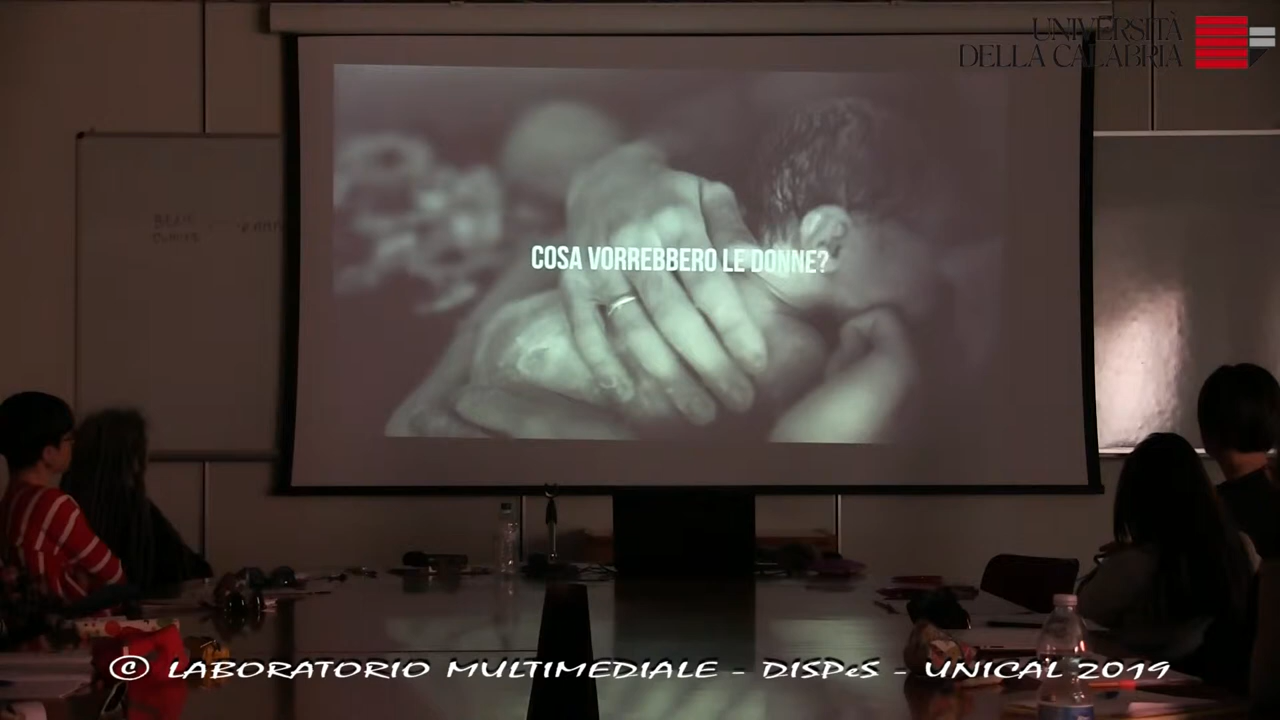 UNIVERSITÀ
DELLA CALABRIA
COSA VORREBBERO LE DONNE?
© LABORATORIO MULTIMEDIALE - DISPeS - UNICAL 2019